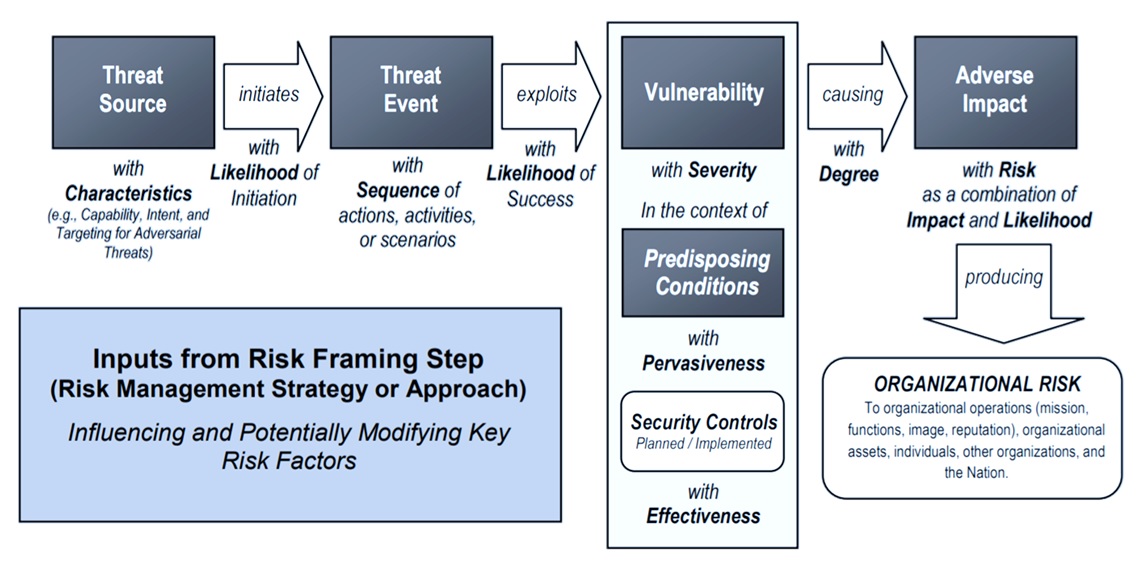 Threat
Source
initiates
Threat
Event
exploits
Vulnerability
causing
Adverse
Impact
with
Characteristics
(e.g., Capability, Intent, and
Targeting for Adversarial
Threats)
with
Likelihood of
Initiation
with
Sequence of
actions, activities,
or scenarios
with
Likelihood of
Success
with Severity
In the context of
Predisposing
Conditions
with
Pervasiveness
Security Controls
Planned / Implemented
with
Effectiveness
with
Degree
with Risk
as a combination of
Impact and Likelihood
producing
ORGANIZATIONAL RISK
To organizational operations (mission,
functions, image, reputation), organizational
assets, individuals, other organizations, and
the Nation.
Inputs from Risk Framing Step
(Risk Management Strategy or Approach)
Influencing and Potentially Modifying Key
Risk Factors